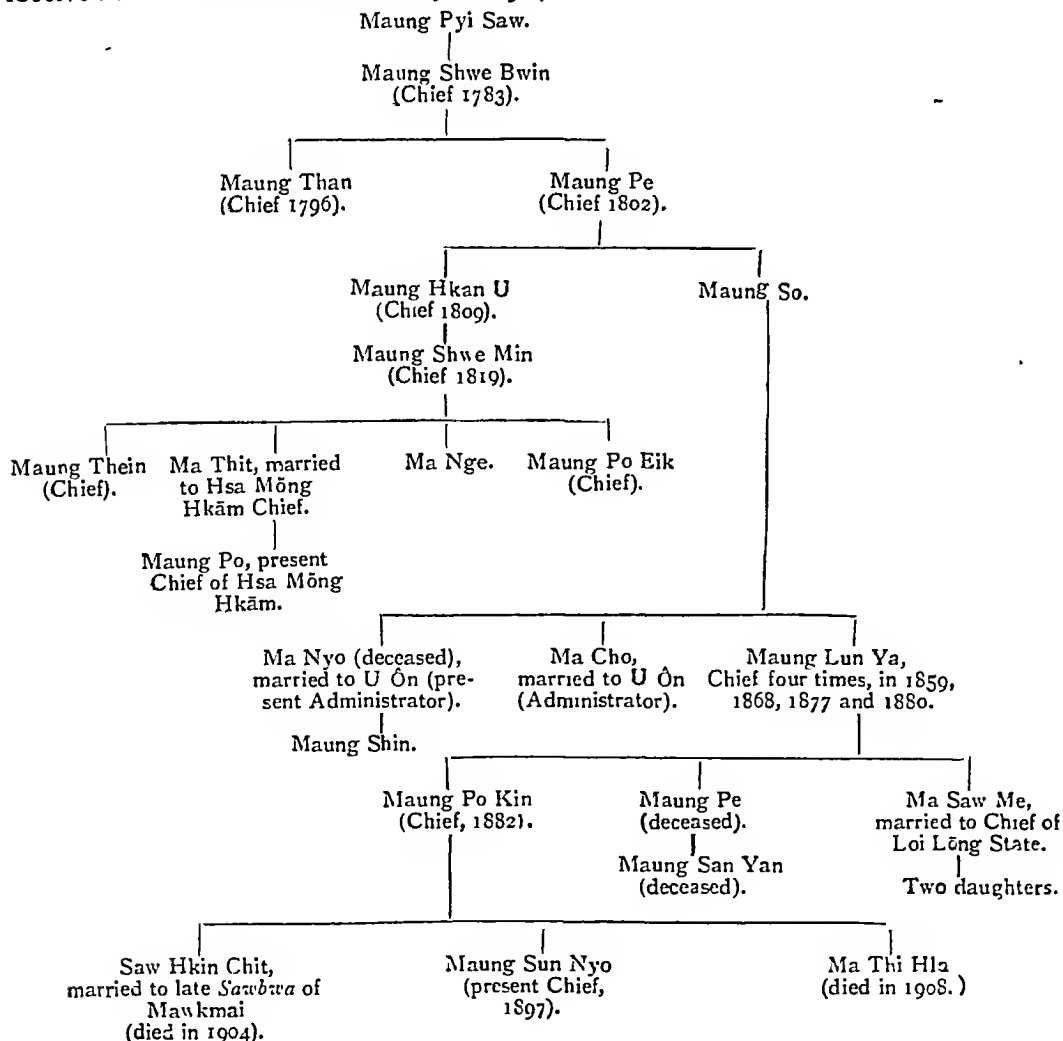 Maung Pyi Saw.
Maung Shwe Bwin
(Chief 1783).
Maung Than
(Chief 1796).
Maung Pe
(Chief 1802).
Maung Hkan U
(Chief 1809).
Maung So.
Maung Shwe Min
(Chief 1819).
Maung Thein
(Chief).
Ma Thit, married
to Hsa Mõng
Hkām Chief.
Ma Nge.
Maung Po Eik
(Chief).
Maung Po, present
Chief of Hsa Mõng
Hkām.
Ma Nyo (deceased),
married to U Ôn (pre-
sent Administrator).
Ma Cho,
married to U Ôn
(Administrator).
Maung Lun Ya,
Chief four times, in 1859,
1868, 1877 and 1880.
Maung Shin.
Maung Po Kin
(Chief, 1882).
Maung Pe
(deceased).
Ma Saw Me,
married to Chief of
Loi Lōng State.
Maung San Yan
(deceased).
Two daughters.
Saw Hkin Chit,
married to late Sawbwa of
Mawkmai
(died in 1904).
Maung Sun Nyo
(present Chief,
1897).
Ma Thi Hla
(died in 1908.)